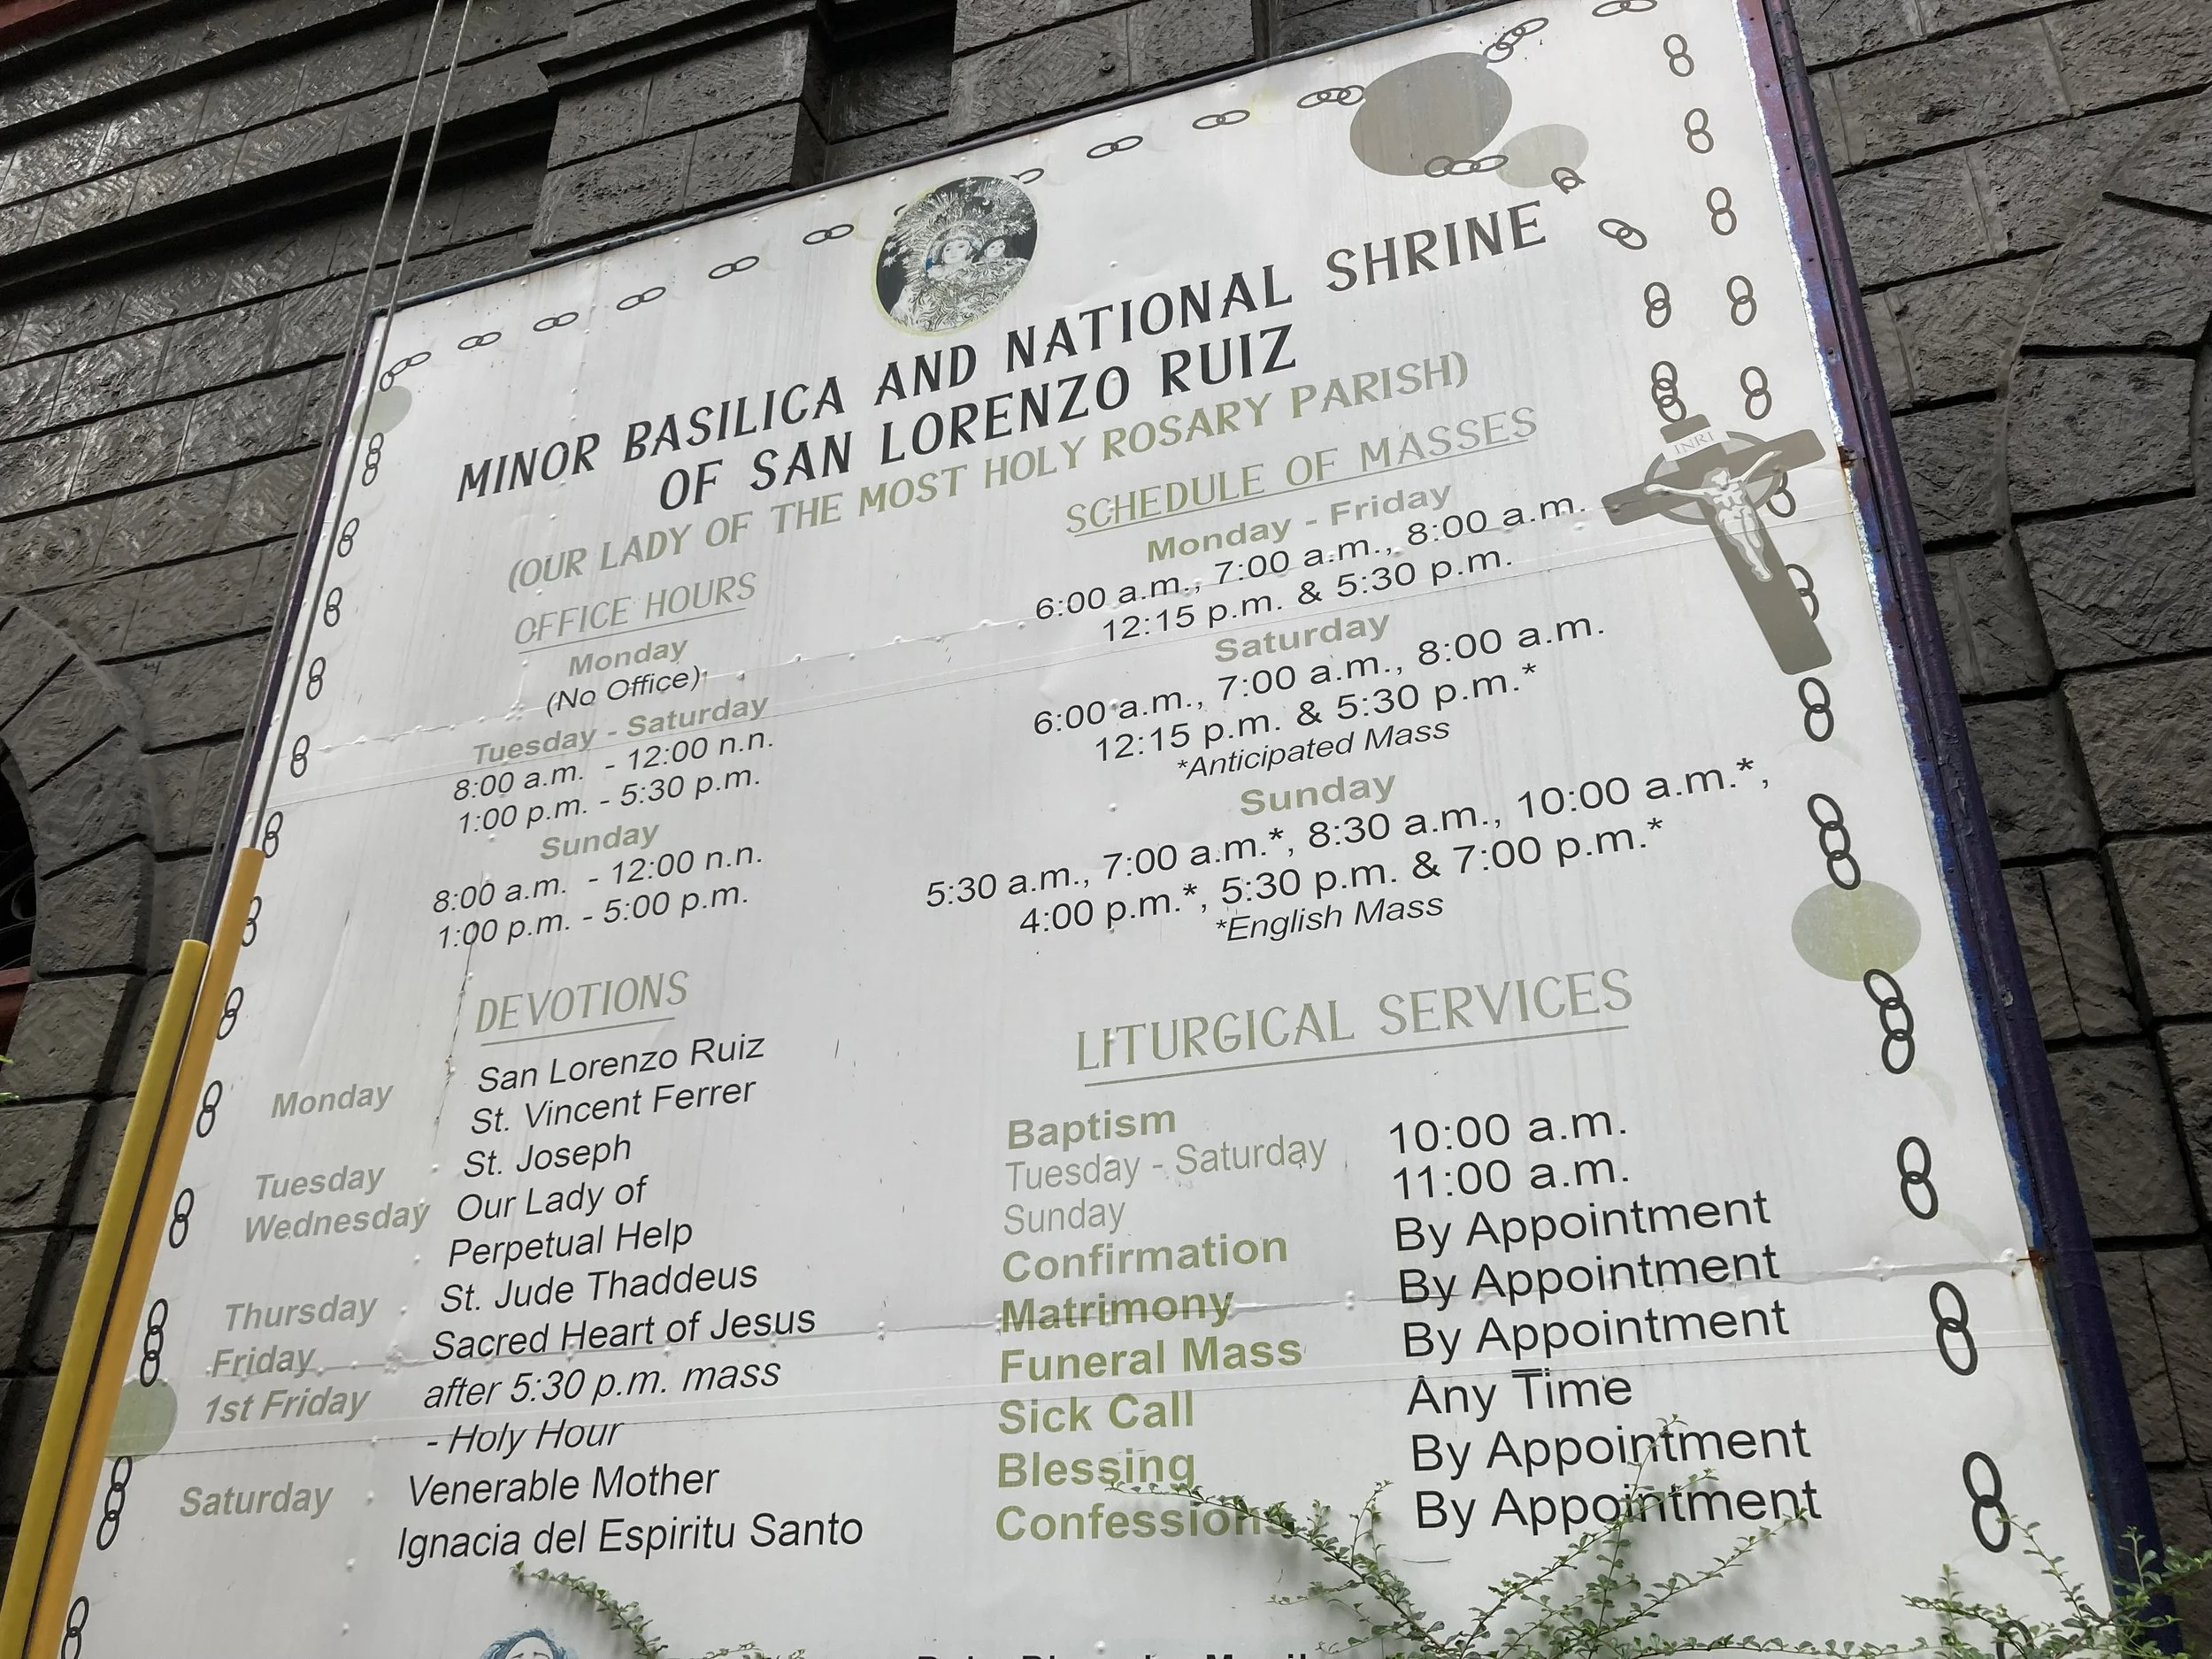 MINOR BASILICA AND NATIONAL SHRINE
OF SAN LORENZO RUIZ
(OUR LADY OF THE MOST HOLY ROSARY PARISH)
OFFICE HOURS
Monday
(No Office)
Tuesday - Saturday
8:00 a.m. - 12:00 n.n.
1:00 p.m. - 5:30 p.m.
Sunday
8:00 a.m. - 12:00 n.n.
1:00 p.m. - 5:00 p.m.
SCHEDULE OF MASSES
Monday - Friday
6:00 a.m., 7:00 a.m., 8:00 a.m.
12:15 p.m. & 5:30 p.m.
Saturday
6:00 a.m., 7:00 a.m., 8:00 a.m.
12:15 p.m. & 5:30 p.m.*
*Anticipated Mass
Sunday
5:30 a.m., 7:00 a.m.*, 8:30 a.m., 10:00 a.m.*,
4:00 p.m.*, 5:30 p.m. & 7:00 p.m.*
*English Mass
INRI
DEVOTIONS
Monday San Lorenzo Ruiz
St. Vincent Ferrer
Tuesday St. Joseph
Wednesday Our Lady of
Perpetual Help
Thursday St. Jude Thaddeus
Friday Sacred Heart of Jesus
1st Friday after 5:30 p.m. mass
- Holy Hour
Saturday Venerable Mother
Ignacia del Espiritu Santo
LITURGICAL SERVICES
Baptism
Tuesday - Saturday 10:00 a.m.
Sunday 11:00 a.m.
Confirmation By Appointment
Matrimony By Appointment
Funeral Mass By Appointment
Sick Call Any Time
Blessing By Appointment
Confessions By Appointment